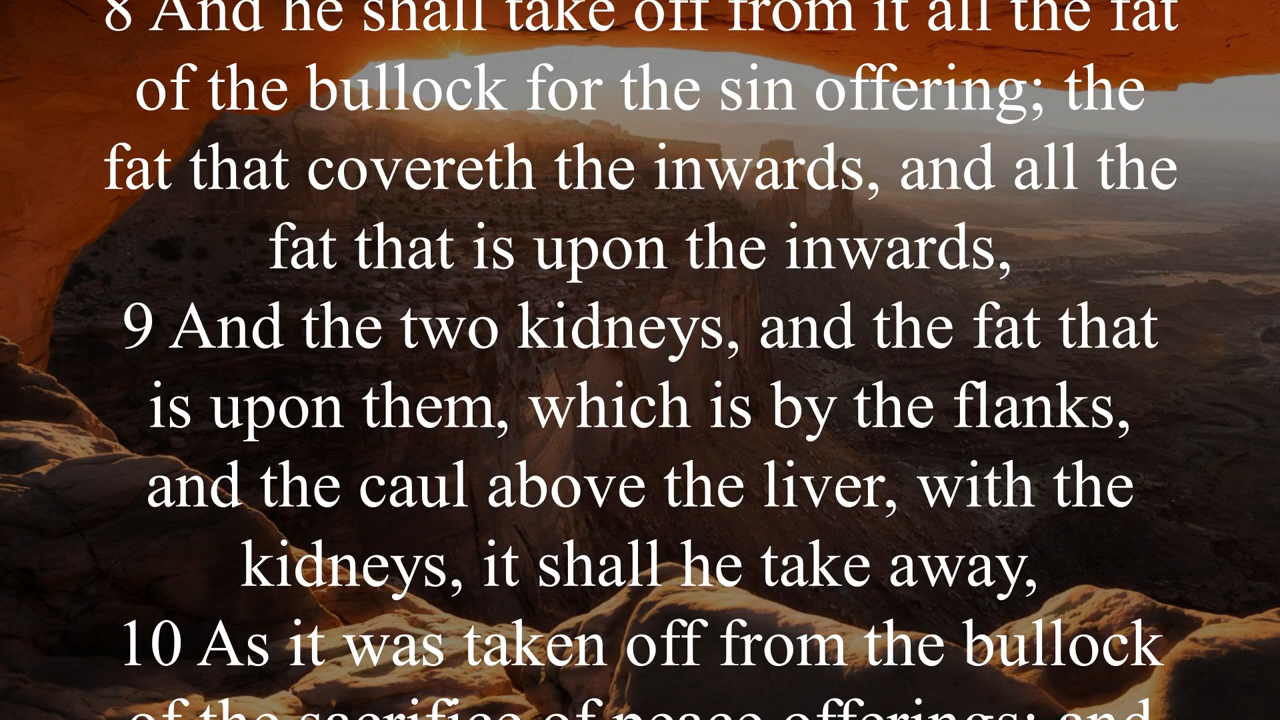 8 And he shall take off from it all the fat
of the bullock for the sin offering; the
fat that covereth the inwards, and all the
fat that is upon the inwards,
9 And the two kidneys, and the fat that
is upon them, which is by the flanks,
and the caul above the liver, with the
kidneys, it shall he take away,
10 As it was taken off from the bullock
of the sacrifice of peace offerings: and